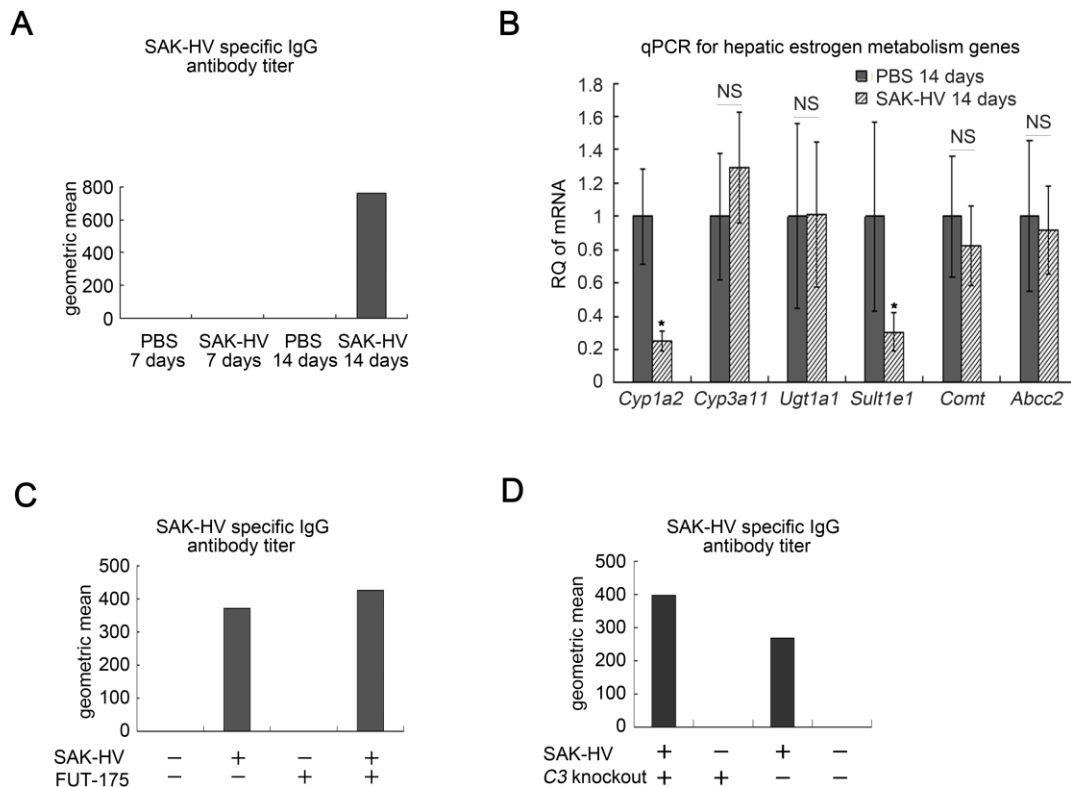 A
SAK-HV specific IgG
antibody titer
geometric mean
800
600
400
200
0
PBS SAK-HV PBS SAK-HV
7 days 7 days 14 days 14 days
B
qPCR for hepatic estrogen metabolism genes
PBS 14 days
SAK-HV 14 days
RQ of mRNA
1.8
1.6
1.4
1.2
1
0.8
0.6
0.4
0.2
0
* NS NS * NS NS
Cyp1a2 Cyp3a11 Ugt1a1 Sult1e1 Comt Abcc2
C
SAK-HV specific IgG
antibody titer
geometric mean
500
400
300
200
100
0
SAK-HV − + − +
FUT-175 − − + +
D
SAK-HV specific IgG
antibody titer
geometric mean
500
400
300
200
100
0
SAK-HV + − + −
C3 knockout + + − −